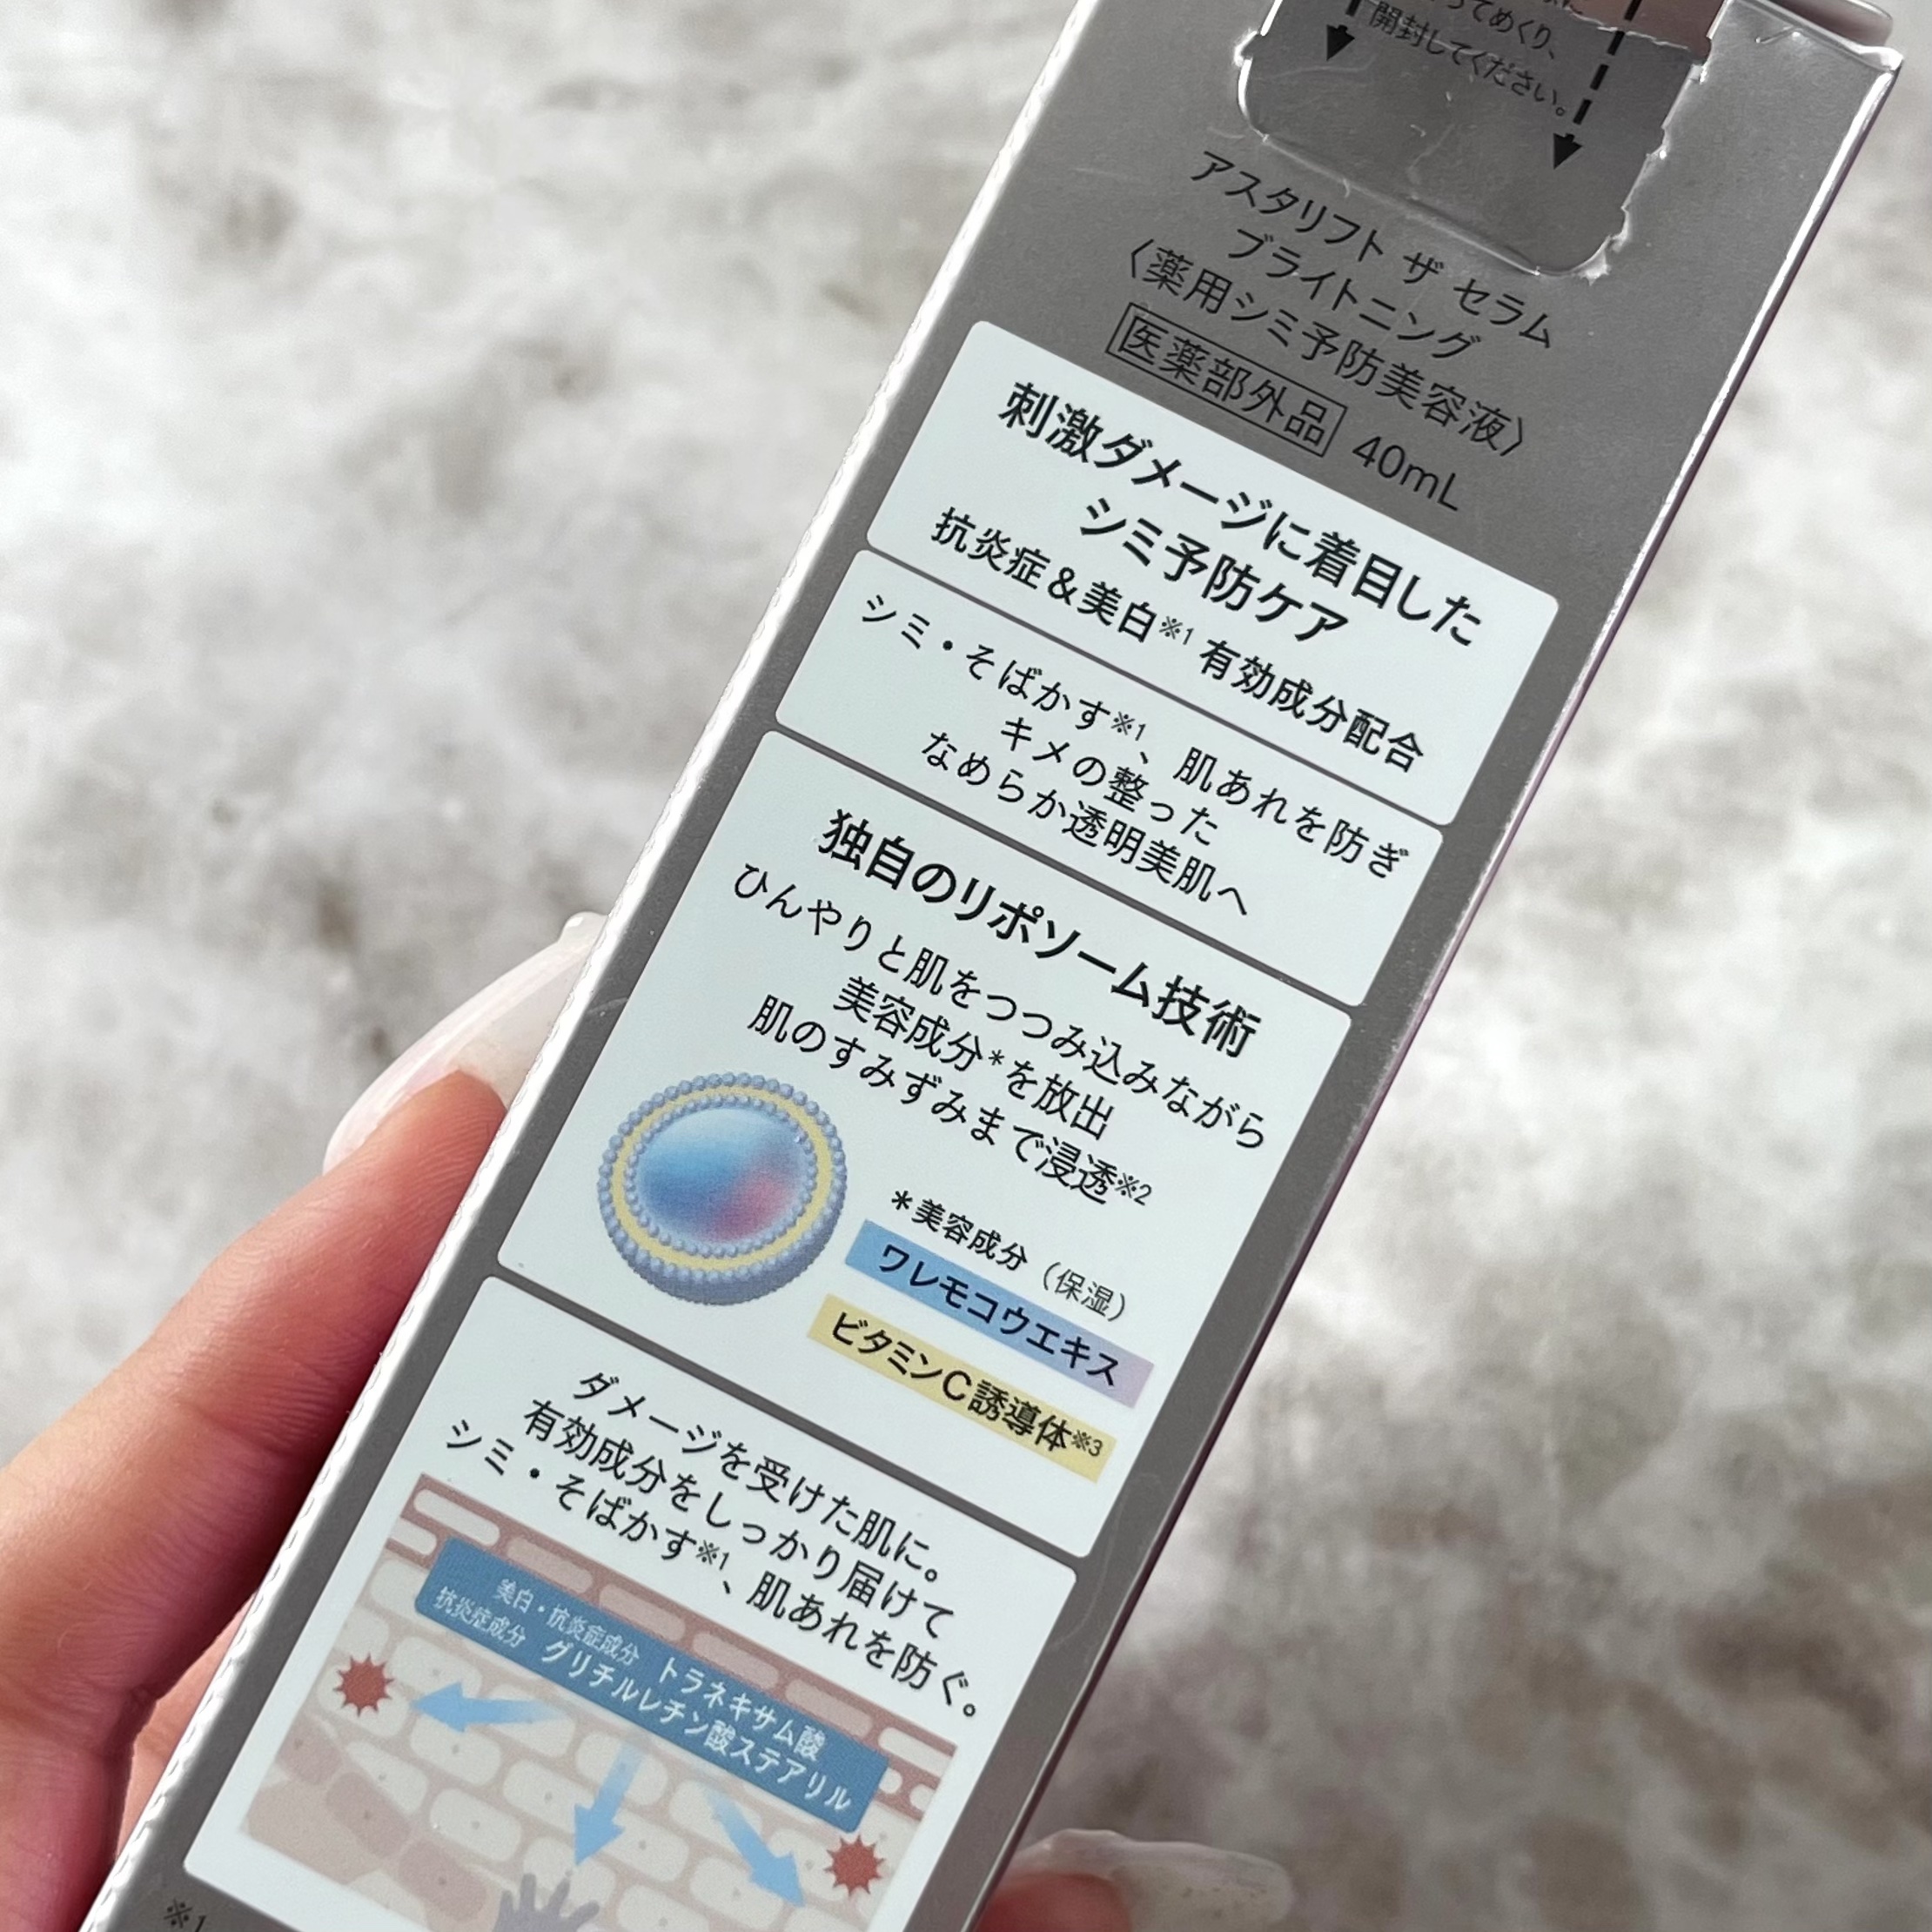 ってめくり、
開封してください。
アスタリフト ザ セラム
ブライトニング
〈薬用シミ予防美容液〉
医薬部外品 40mL
刺激ダメージに着目した
シミ予防ケア
抗炎症&美白※1有効成分配合
シミ・そばかす※1、肌あれを防ぎ
キメの整った
なめらか透明美肌へ
独自のリポソーム技術
ひんやりと肌をつつみ込みながら
美容成分*を放出
肌のすみずみまで浸透※2
*美容成分(保湿)
ワレモコウエキス
ビタミンC誘導体※3
ダメージを受けた肌に。
有効成分をしっかり届けて
シミ・そばかす※1、肌あれを防ぐ。
美白・抗炎症成分 トラネキサム酸
抗炎症成分 グリチルレチン酸ステアリル
※1